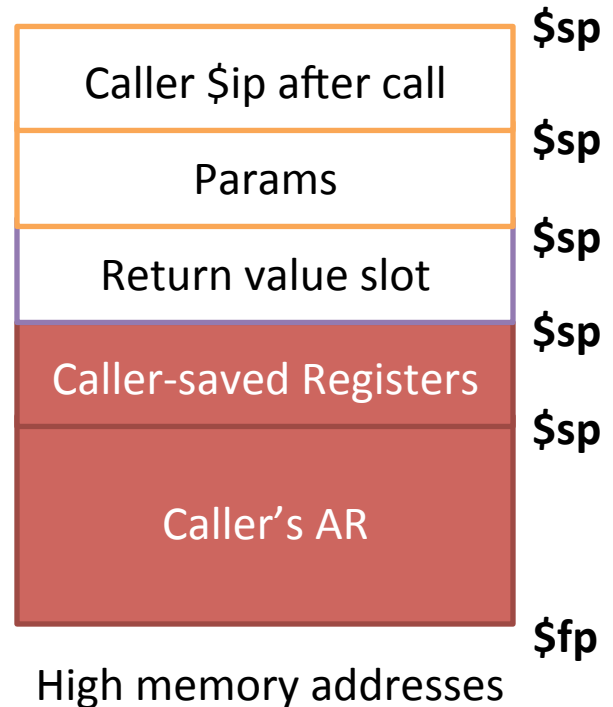 $sp
Caller $ip after call
$sp
Params
$sp
Return value slot
$sp
Caller-saved Registers
$sp
Caller’s AR
$fp
High memory addresses